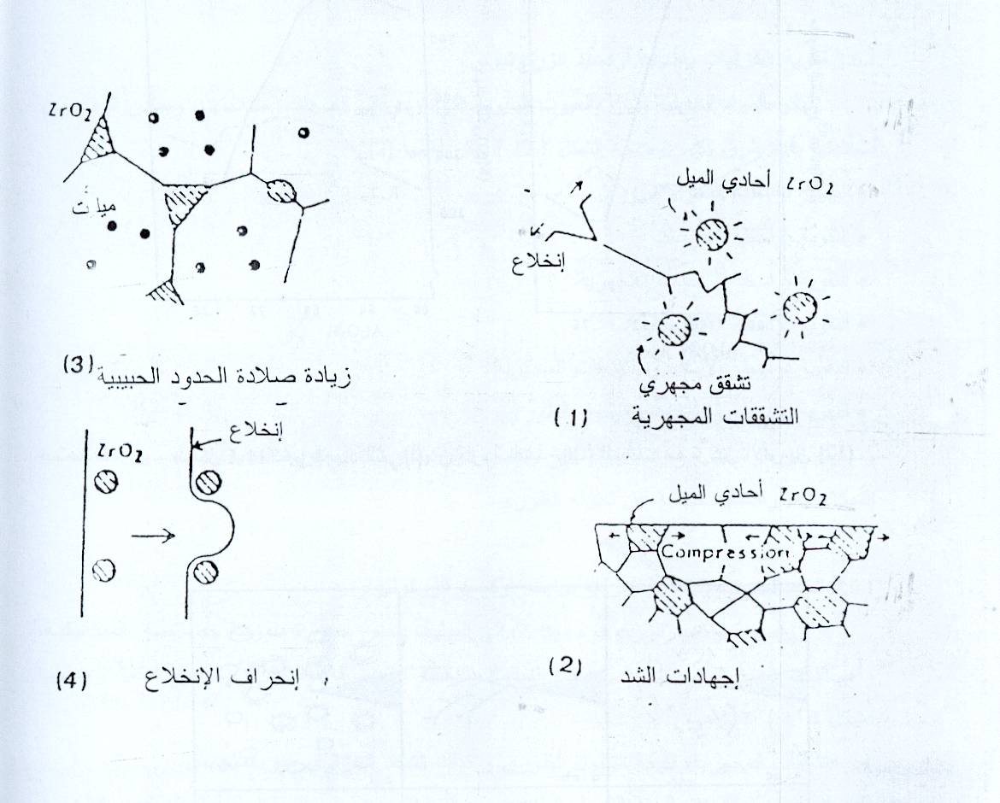 ZrO2 أحادي الميل
إنخلاع
تشقق مجهري
(1) التشققات المجهرية
ZrO2 أحادي الميل
Compression
(2) إجهادات الشد
ZrO2
(3) زيادة صلادة الحدود الحبيبية
ZrO2
إنخلاع
(4) إنحراف الإنخلاع